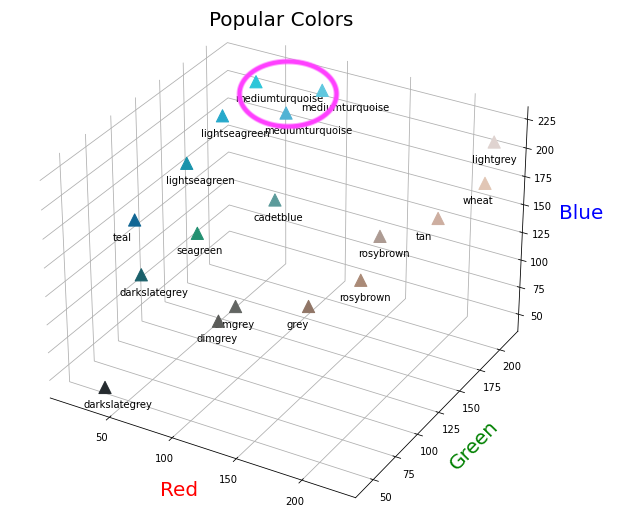 Popular Colors
mediumturquoise
mediumturquoise
lightseagreen
mediumturquoise
lightgrey
lightseagreen
wheat
cadetblue
teal
tan
seagreen
rosybrown
darkslategrey
rosybrown
mgrey
grey
dimgrey
darkslategrey
225
200
175
150
125
100
75
50
Blue
200
175
150
125
100
75
50
Green
50
100
150
200
Red